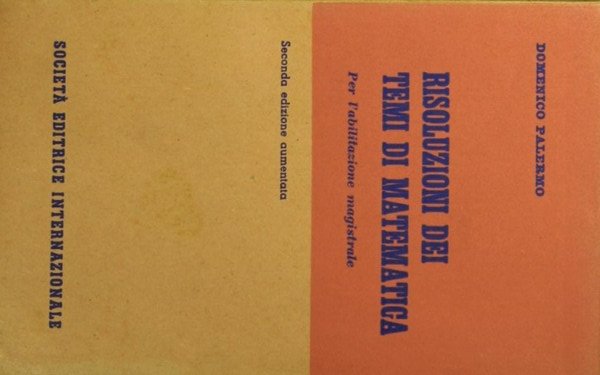 DOMENICO PALERMO
RISOLUZIONI DEI
TEMI DI MATEMATICA
Per l'abilitazione magistrale
Seconda edizione aumentata
SOCIETÀ EDITRICE INTERNAZIONALE